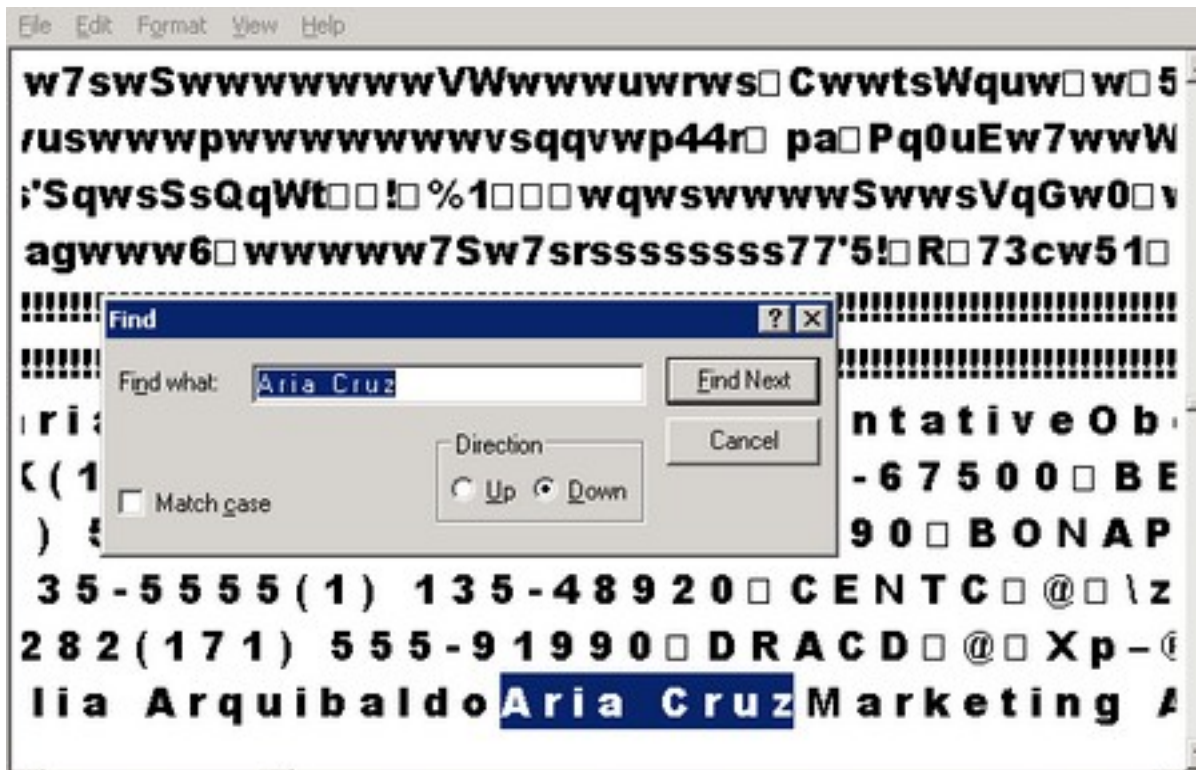 File Edit Format View Help
w7swSwwwwwwwVWwwwuwrws□CwwtsWquw□w□5
vuswwwpwwwwwwwvsqqvwp44r□ pa□Pq0uEw7wwW
s'SqwsSsQqWt□□!□%1□□□wqwswwwwSwwsVqGw0□
agwww6□wwwww7Sw7srssssssss77'5!□R□73cw51□
Find
Find what: Aria Cruz
Find Next
Cancel
Direction
Up Down
Match case
ntativeOb
(1 -67500□BE
) 90□BONAP
35-5555(1) 135-48920□CENTC□@□\z
282(171) 555-91990□DRACD□@□Xp–
lia ArquibaldoAria CruzMarketing A